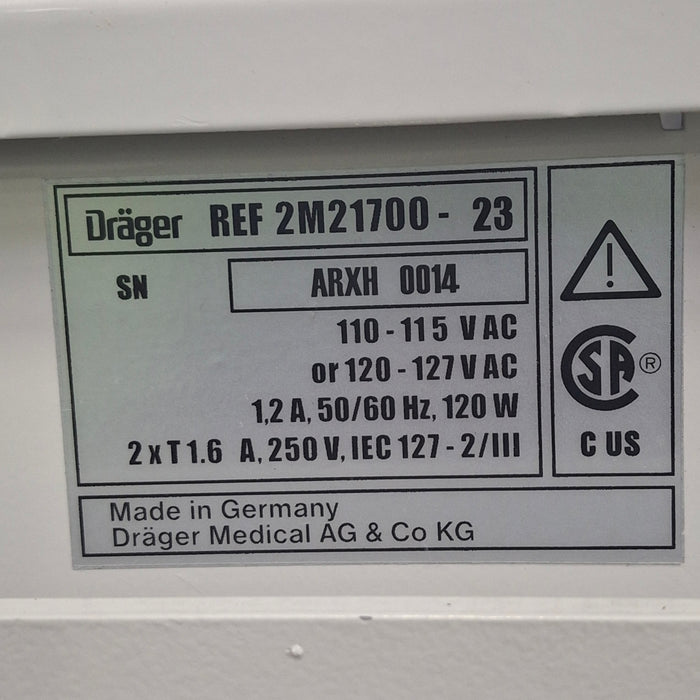 Dräger REF 2M21700 - 23
SN ARXH 0014
110 - 115 V AC
or 120 - 127 V AC
1,2 A, 50/60 Hz, 120 W
2 x T 1.6 A, 250 V, IEC 127 - 2/III
!
SA ®
C US
Made in Germany
Dräger Medical AG & Co KG